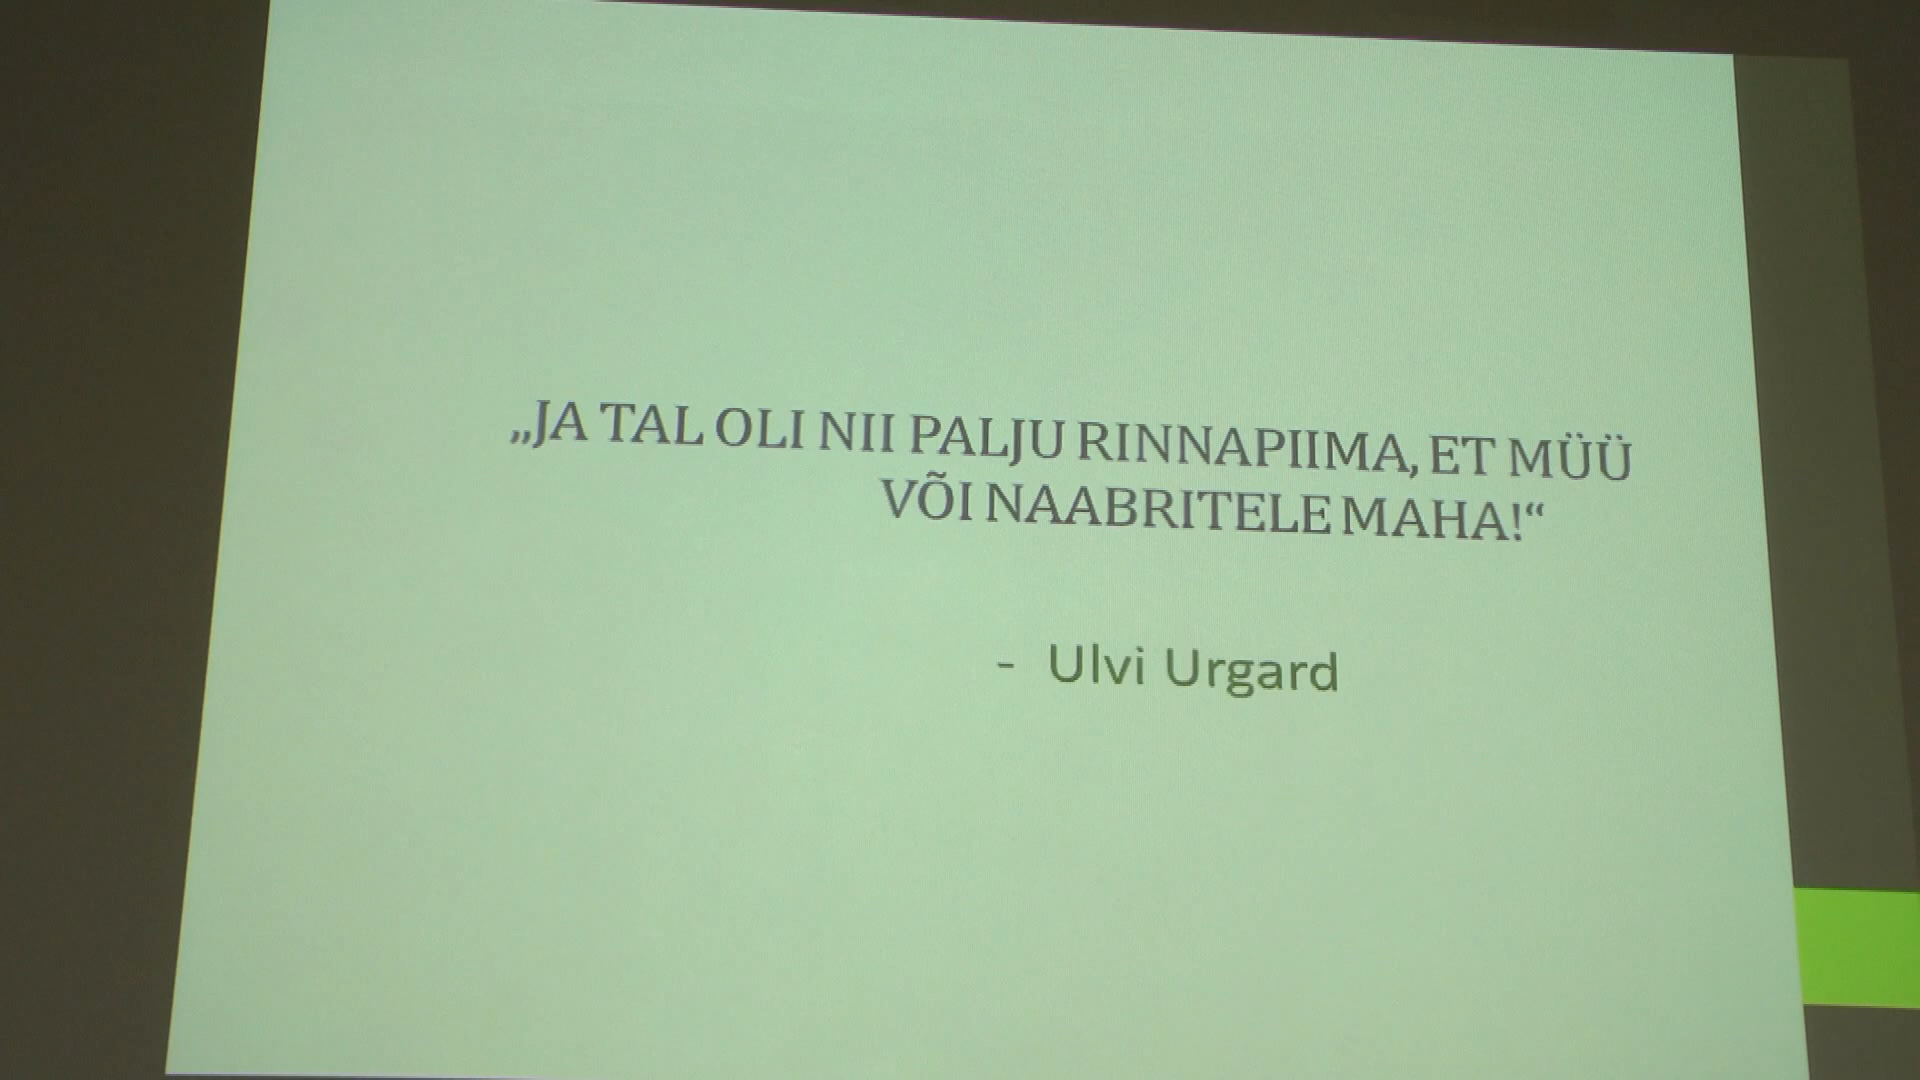 „JA TAL OLI NII PALJU RINNAPIIMA, ET MÜÜ
VÕI NAABRITELE MAHA!“
- Ulvi Urgard